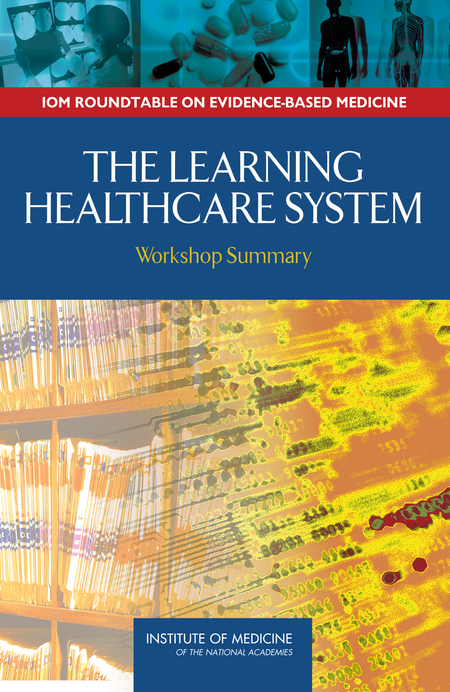 IOM ROUNDTABLE ON EVIDENCE-BASED MEDICINE
THE LEARNING
HEALTHCARE SYSTEM
Workshop Summary
INSTITUTE OF MEDICINE
OF THE NATIONAL ACADEMIES